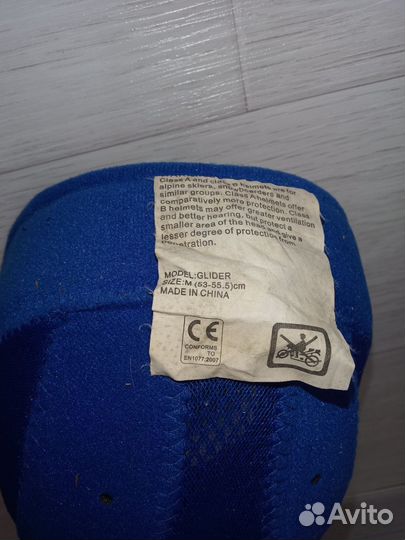 Class A and class B helmets are for
alpine skiers, snowboarders and
similar groups. Class A helmets offer
comparatively more protection. Class
B helmets may offer greater ventilation
and better hearing, but protect a
smaller area of the head and give a
lesser degree of protection from
penetration.
MODEL:GLIDER
SIZE:M (53-55.5)cm
MADE IN CHINA
CE
CONFORMS
TO
EN1077:2007
Avito